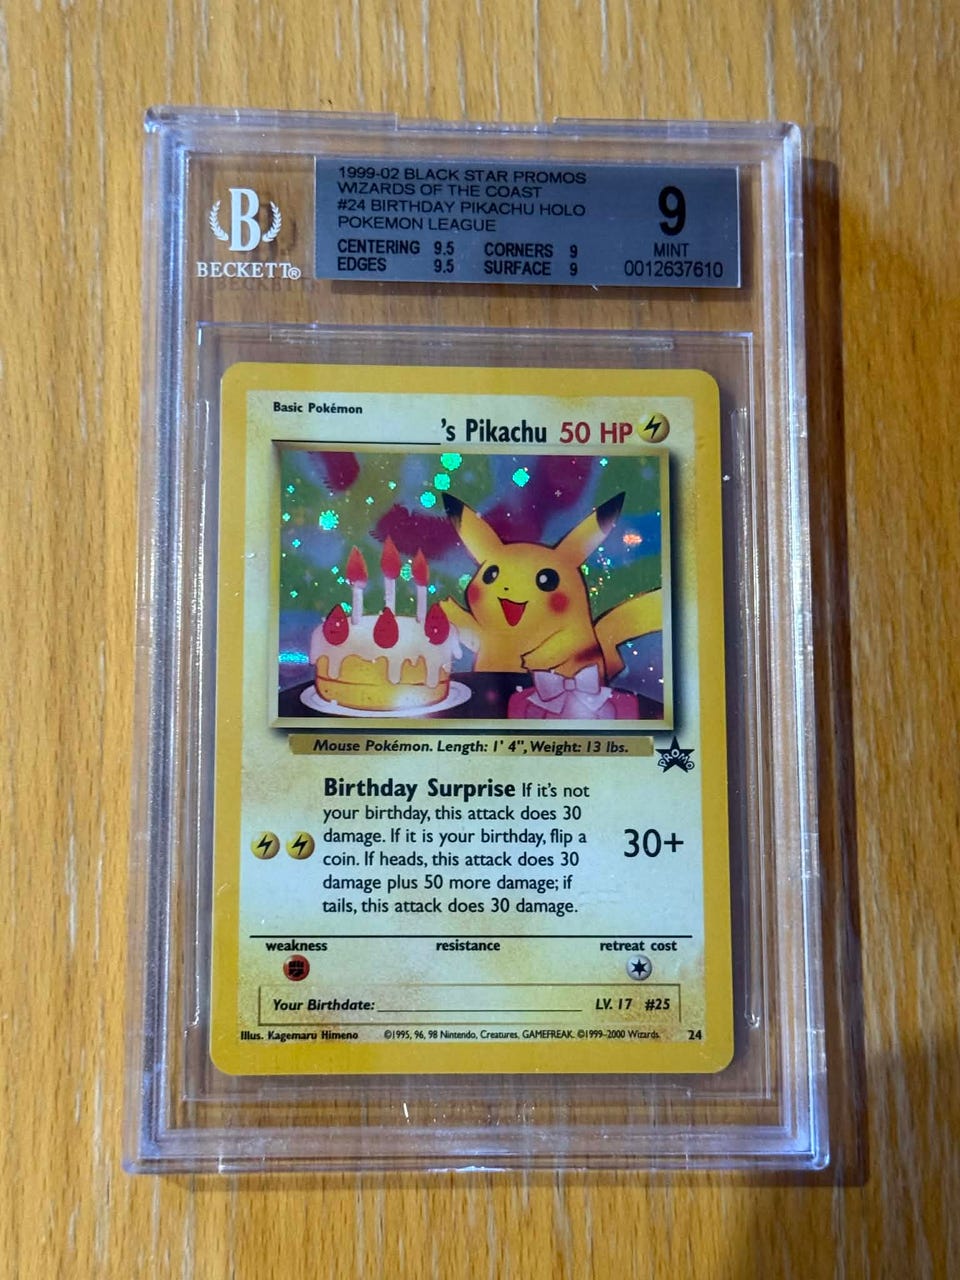 B
BECKETT®
1999-02 BLACK STAR PROMOS
WIZARDS OF THE COAST
#24 BIRTHDAY PIKACHU HOLO
POKEMON LEAGUE
CENTERING 9.5 CORNERS 9
EDGES 9.5 SURFACE 9
9
MINT
0012637610
Basic Pokémon
's Pikachu 50 HP
Mouse Pokémon. Length: 1' 4", Weight: 13 lbs.
PROMO
Birthday Surprise If it's not
your birthday, this attack does 30
damage. If it is your birthday, flip a
coin. If heads, this attack does 30
damage plus 50 more damage; if
tails, this attack does 30 damage.
30+
weakness resistance retreat cost
Your Birthdate: LV. 17 #25
Illus. Kagemaru Himeno ©1995, 96, 98 Nintendo, Creatures, GAMEFREAK. ©1999–2000 Wizards. 24